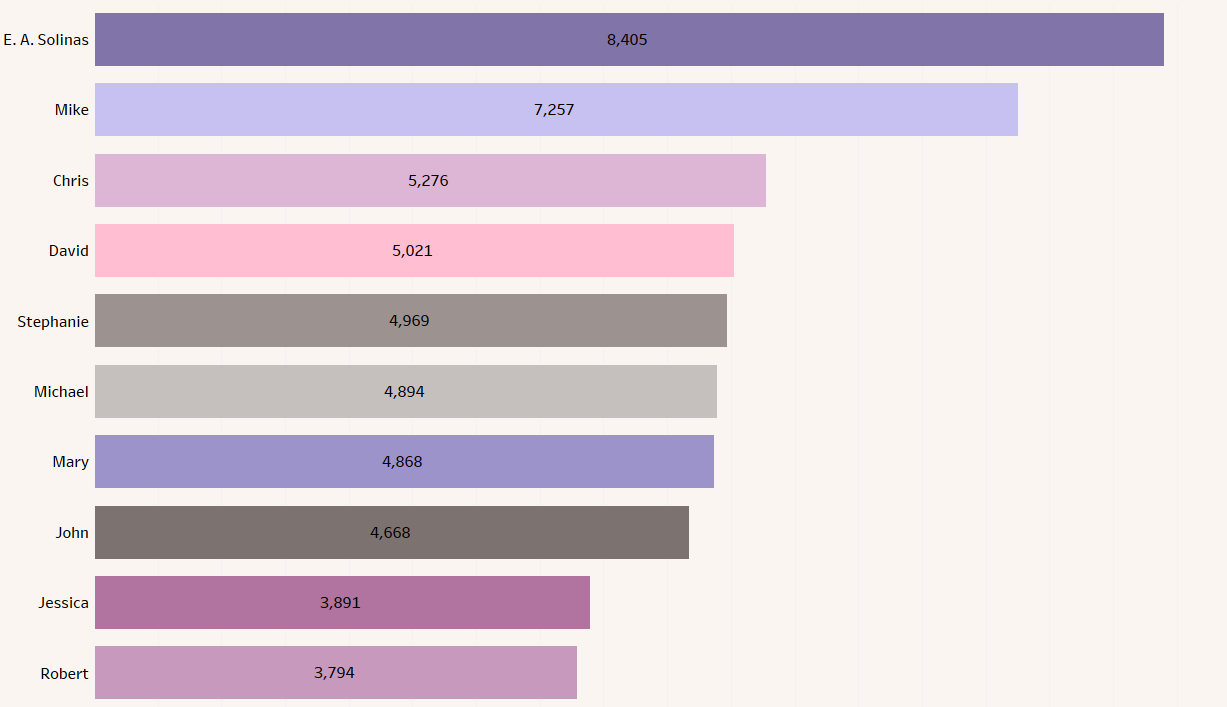 E. A. Solinas 8,405
Mike 7,257
Chris 5,276
David 5,021
Stephanie 4,969
Michael 4,894
Mary 4,868
John 4,668
Jessica 3,891
Robert 3,794